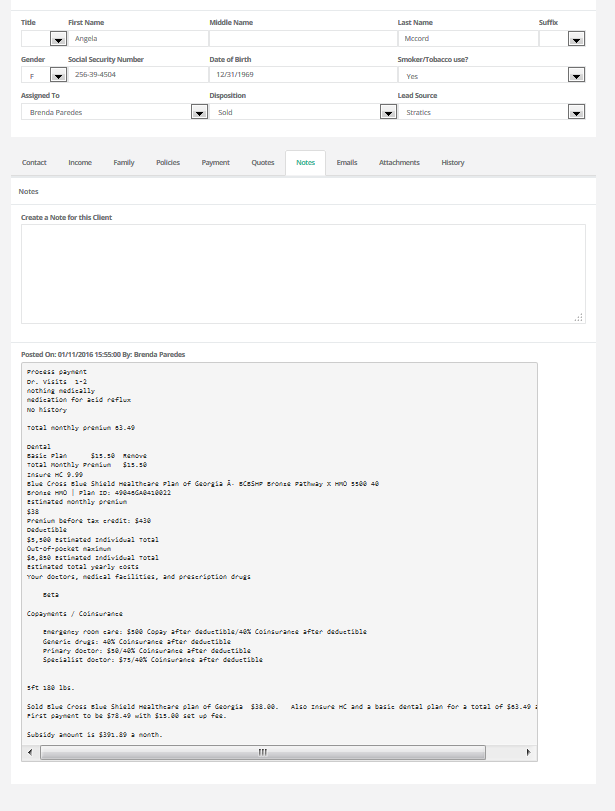 Title First Name Middle Name Last Name Suffix
Angela Mccord
Gender Social Security Number Date of Birth Smoker/Tobacco use?
F 256-39-4504 12/31/1969 Yes
Assigned To Disposition Lead Source
Brenda Paredes Sold Stratics
Contact Income Family Policies Payment Quotes Notes Emails Attachments History
Notes
Create a Note for this Client
Posted On: 01/11/2016 15:55:00 By: Brenda Paredes
Process payment
Dr. Visits 1-2
nothing medically
medication for acid reflux
No history
Total monthly premium 63.49
Dental
Basic Plan $15.50 Remove
Total Monthly Premium $15.50
Insure HC 9.99
Blue Cross Blue Shield Healthcare Plan of Georgia Â· BCBSHP Bronze Pathway X HMO 5500 40
Bronze HMO | Plan ID: 49046GA0410022
Estimated monthly premium
$38
Premium before tax credit: $430
Deductible
$5,500 Estimated Individual Total
Out-of-pocket maximum
$6,850 Estimated Individual Total
Estimated total yearly costs
Your doctors, medical facilities, and prescription drugs
Beta
Copayments / Coinsurance
Emergency room care: $500 Copay after deductible/40% Coinsurance after deductible
Generic drugs: 40% Coinsurance after deductible
Primary doctor: $50/40% Coinsurance after deductible
Specialist doctor: $75/40% Coinsurance after deductible
5ft 180 lbs.
Sold Blue Cross Blue Shield Healthcare plan of Georgia $38.00. Also Insure HC and a basic dental plan for a total of $63.49
First payment to be $78.49 with $15.00 set up fee.
Subsidy amount is $391.89 a month.